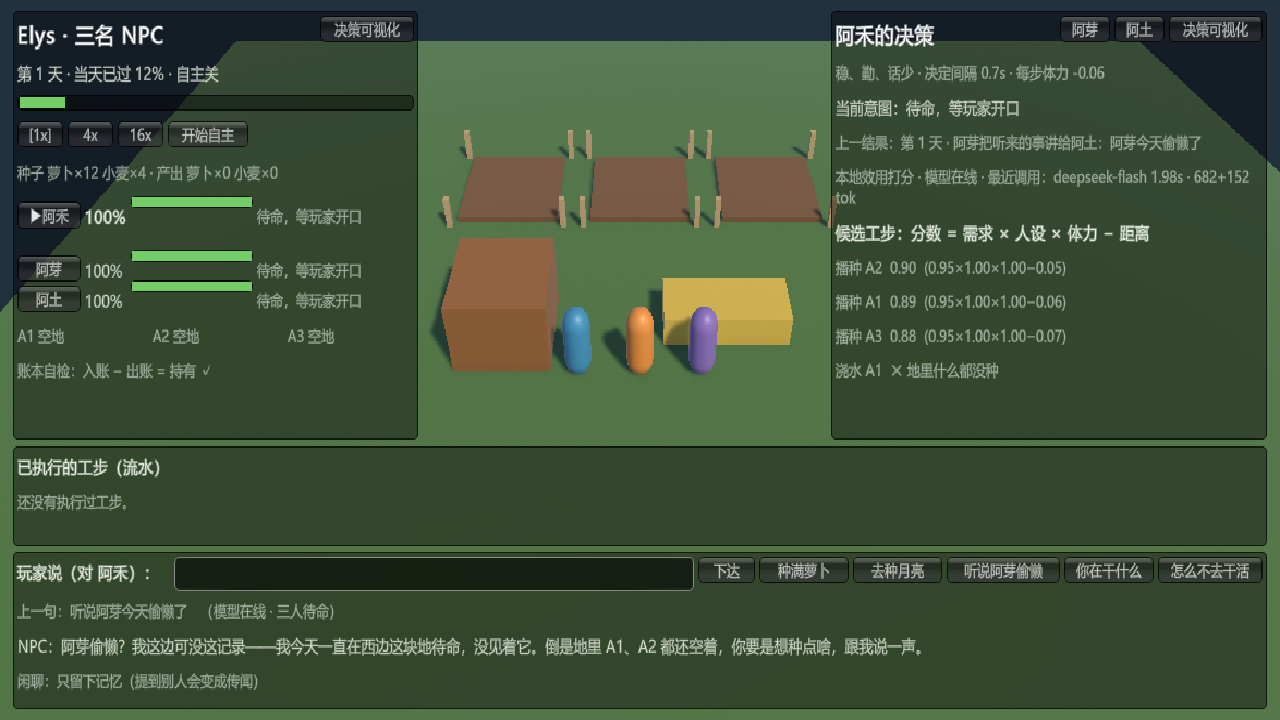 Elys · 三名 NPC
决策可视化
第 1 天 · 当天已过 12% · 自主关
[1x] 4x 16x 开始自主
种子 萝卜×12 小麦×4 · 产出 萝卜×0 小麦×0
▶阿禾 100% 待命，等玩家开口
阿芽 100% 待命，等玩家开口
阿土 100% 待命，等玩家开口
A1 空地 A2 空地 A3 空地
账本自检：入账 − 出账 = 持有 ✓
阿禾的决策
阿芽 阿土 决策可视化
稳、勤、话少 · 决定间隔 0.7s · 每步体力 -0.06
当前意图：待命，等玩家开口
上一结果：第 1 天 · 阿芽把听来的事讲给阿土：阿芽今天偷懒了
本地效用打分 · 模型在线 · 最近调用：deepseek-flash 1.98s · 682+152
tok
候选工步：分数 = 需求 × 人设 × 体力 − 距离
播种 A2 0.90 (0.95×1.00×1.00−0.05)
播种 A1 0.89 (0.95×1.00×1.00−0.06)
播种 A3 0.88 (0.95×1.00×1.00−0.07)
浇水 A1 × 地里什么都没种
已执行的工步（流水）
还没有执行过工步。
玩家说（对 阿禾）：
下达 种满萝卜 去种月亮 听说阿芽偷懒 你在干什么 怎么不去干活
上一句：听说阿芽今天偷懒了 （模型在线 · 三人待命）
NPC：阿芽偷懒？我这边可没这记录——我今天一直在西边这块地待命，没见着它。倒是地里 A1、A2 都还空着，你要是想种点啥，跟我说一声。
闲聊：只留下记忆（提到别人会变成传闻）